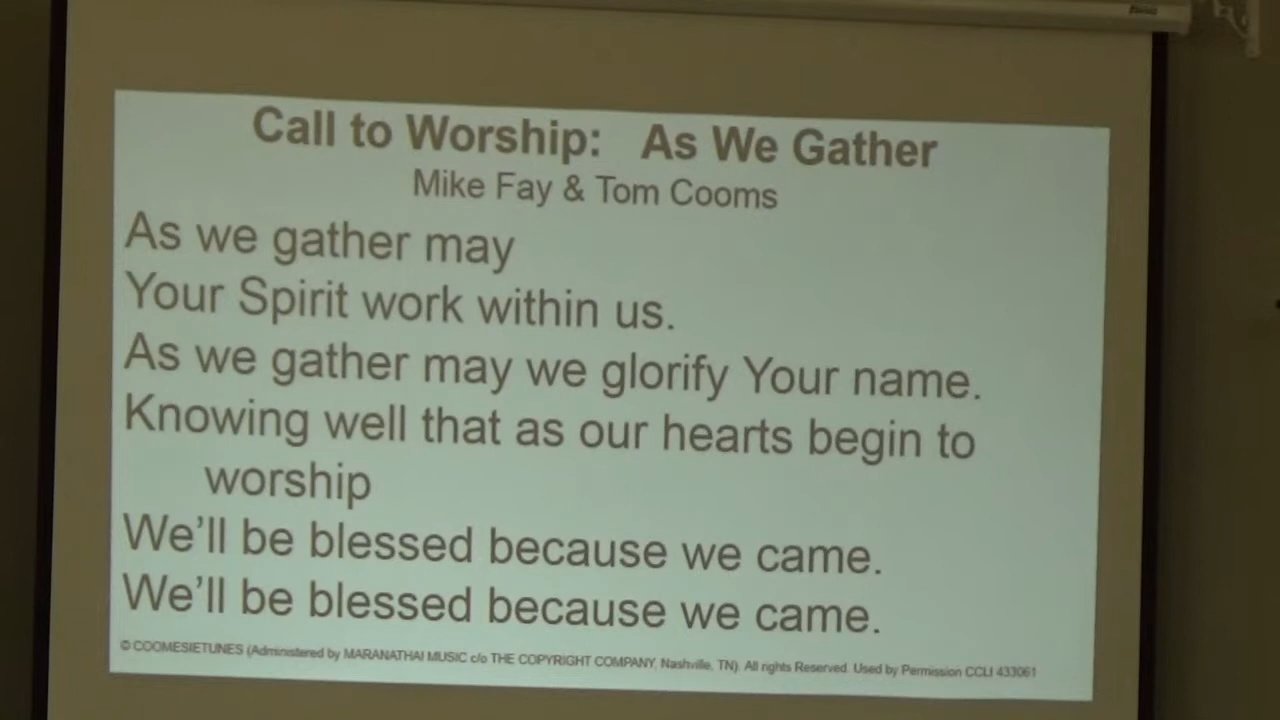 Call to Worship: As We Gather
Mike Fay & Tom Cooms
As we gather may
Your Spirit work within us.
As we gather may we glorify Your name.
Knowing well that as our hearts begin to
worship
We'll be blessed because we came.
We'll be blessed because we came.
© COOMESIETUNES (Administered by MARANATHA! MUSIC c/o THE COPYRIGHT COMPANY, Nashville, TN). All rights Reserved. Used by Permission CCLI 433061